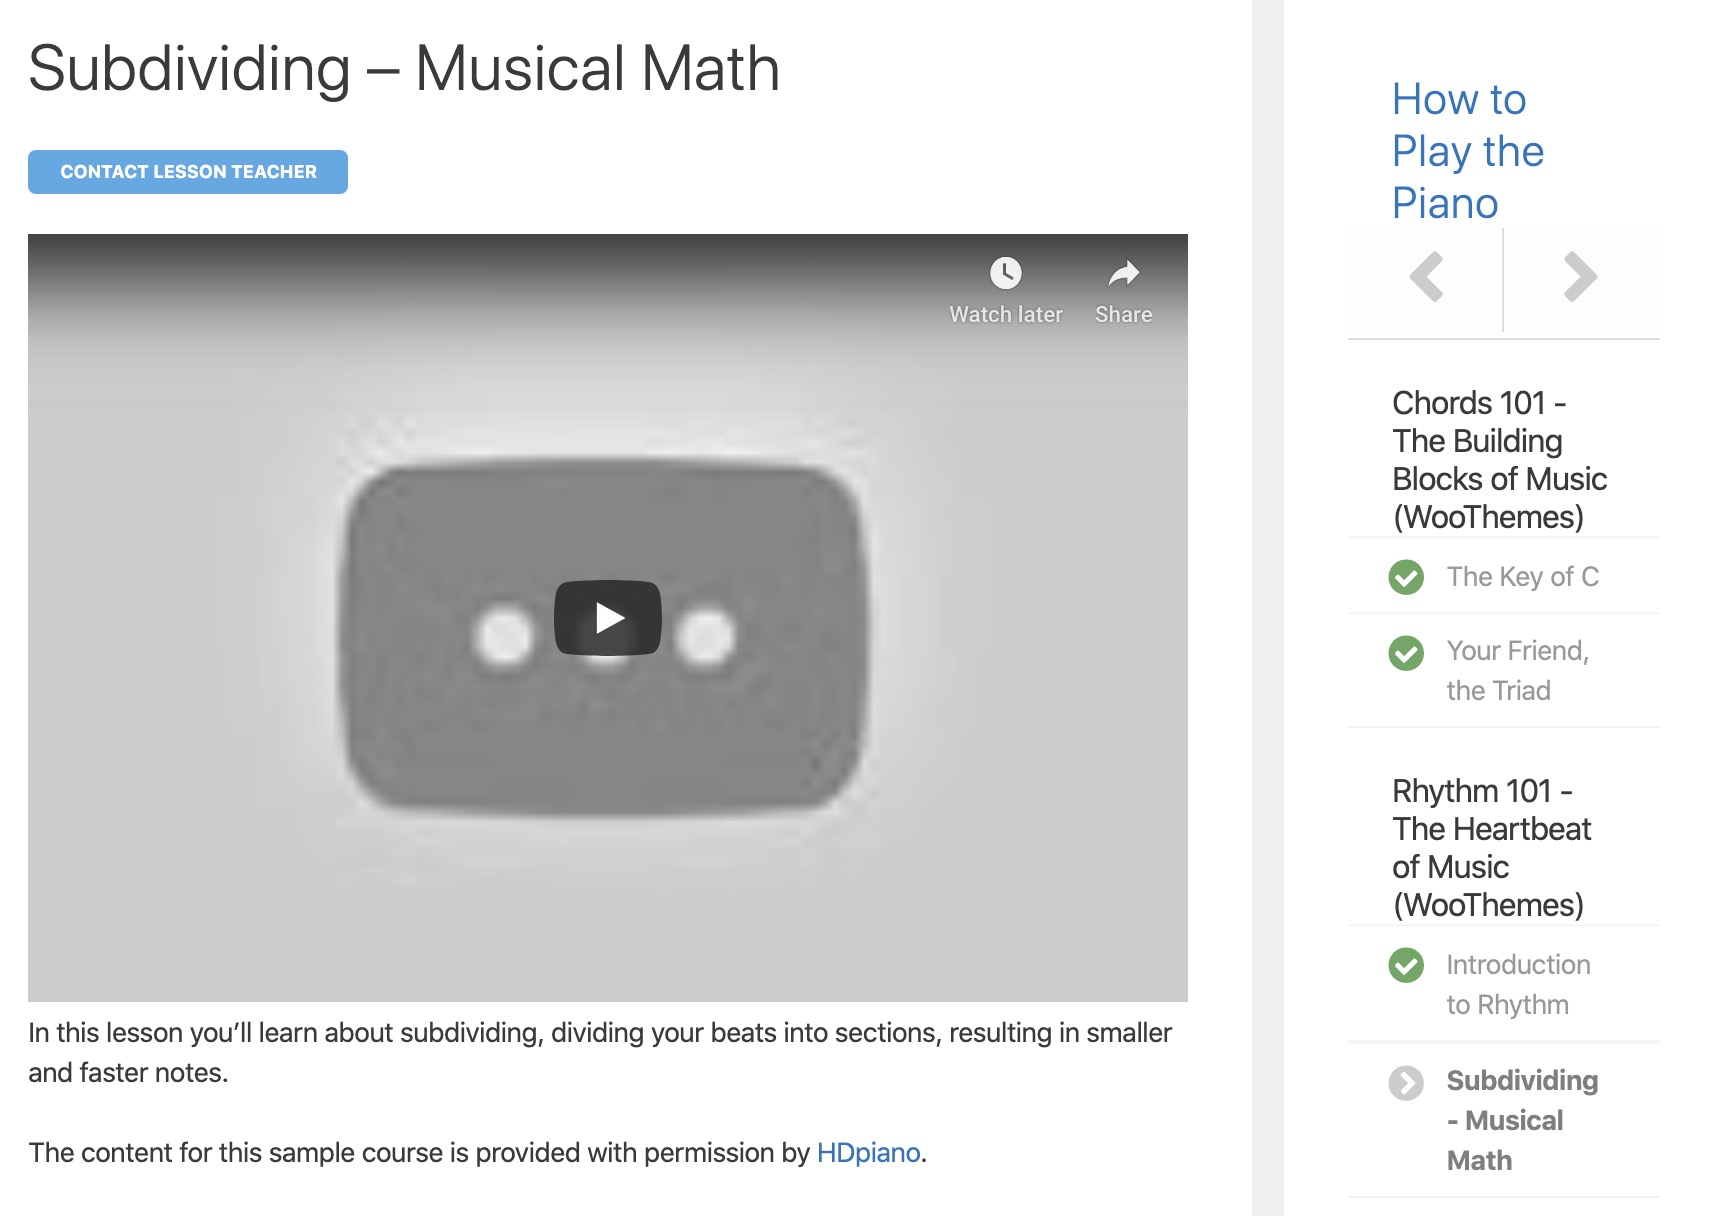 Subdividing – Musical Math
CONTACT LESSON TEACHER
Watch later
Share
In this lesson you’ll learn about subdividing, dividing your beats into sections, resulting in smaller
and faster notes.
The content for this sample course is provided with permission by HDpiano.
How to
Play the
Piano
Chords 101 -
The Building
Blocks of Music
(WooThemes)
The Key of C
Your Friend,
the Triad
Rhythm 101 -
The Heartbeat
of Music
(WooThemes)
Introduction
to Rhythm
Subdividing
- Musical
Math